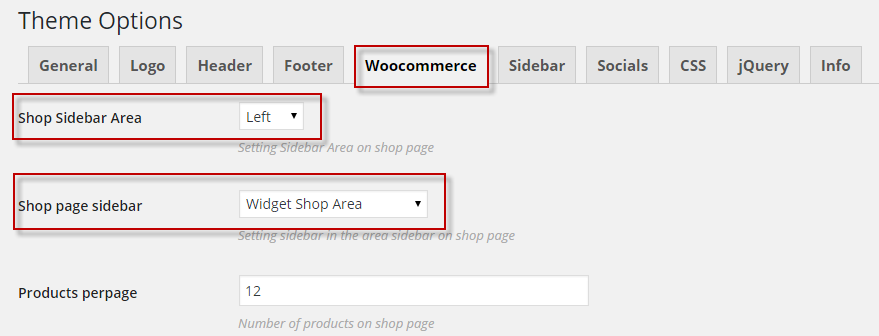 Theme Options
General Logo Header Footer Woocommerce Sidebar Socials CSS jQuery Info
Shop Sidebar Area Left
Setting Sidebar Area on shop page
Shop page sidebar Widget Shop Area
Setting sidebar in the area sidebar on shop page
Products perpage 12
Number of products on shop page